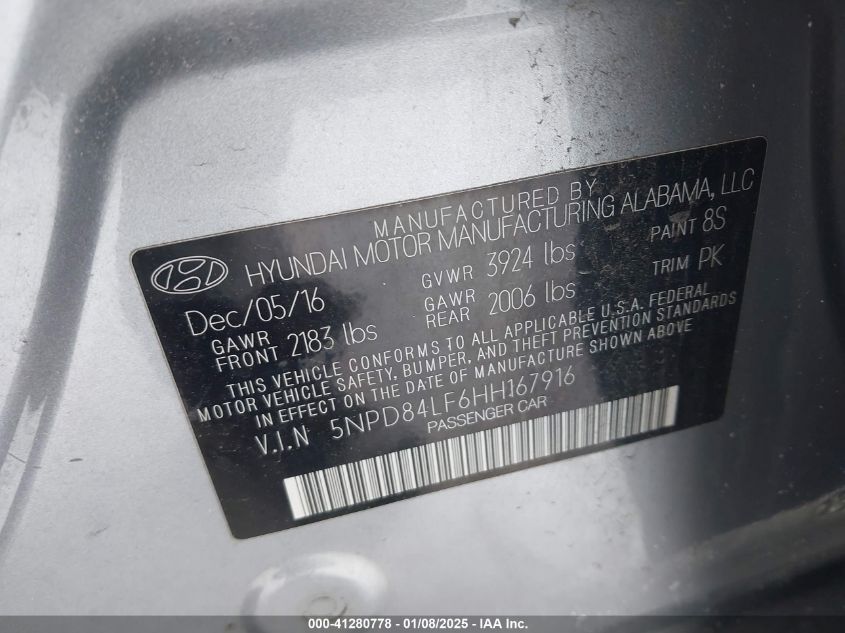 MANUFACTURED BY
HYUNDAI MOTOR MANUFACTURING ALABAMA, LLC
Dec/05/16 GVWR 3924 lbs PAINT 8S
GAWR FRONT 2183 lbs GAWR REAR 2006 lbs TRIM PK
THIS VEHICLE CONFORMS TO ALL APPLICABLE U.S.A. FEDERAL
MOTOR VEHICLE SAFETY, BUMPER, AND THEFT PREVENTION STANDARDS
IN EFFECT ON THE DATE OF MANUFACTURE SHOWN ABOVE
V.I.N 5NPD84LF6HH167916
PASSENGER CAR
000-41280778 - 01/08/2025 - IAA Inc.